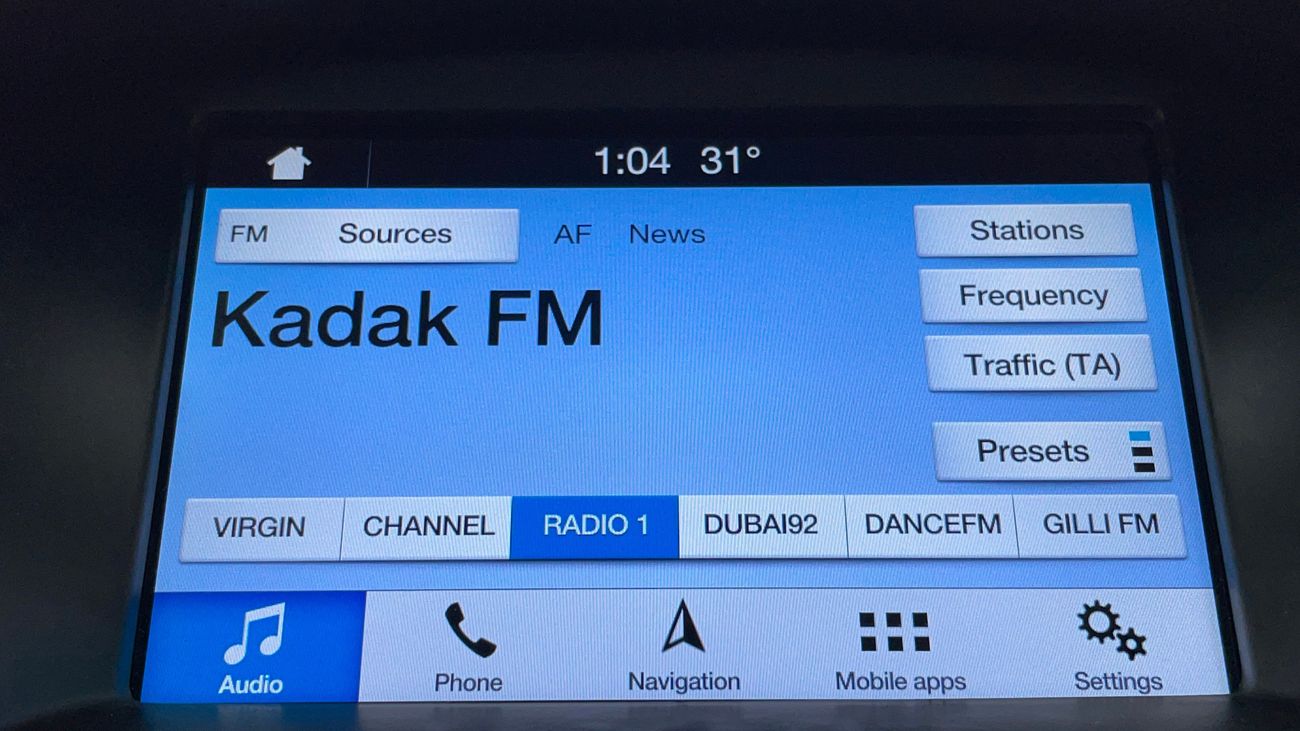 1:04 31°
FM Sources AF News Stations
Kadak FM
Frequency
Traffic (TA)
Presets
VIRGIN CHANNEL RADIO 1 DUBAI92 DANCEFM GILLI FM
Audio Phone Navigation Mobile apps Settings